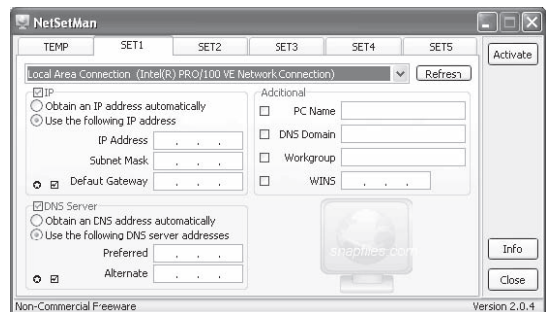 NetSetMan
TEMP SET1 SET2 SET3 SET4 SET5
Activate
Local Area Connection (Intel(R) PRO/100 VE Network Connection)
Refresh
IP
Obtain an IP address automatically
Use the following IP address
IP Address
Subnet Mask
Defaut Gateway
Adcitional
PC Name
DNS Domain
Workgroup
WINS
DNS Server
Obtain an DNS address automatically
Use the following DNS server addresses
Preferred
Alternate
snapfiles.com
Info
Close
Non-Commercial Freeware
Version 2.0.4